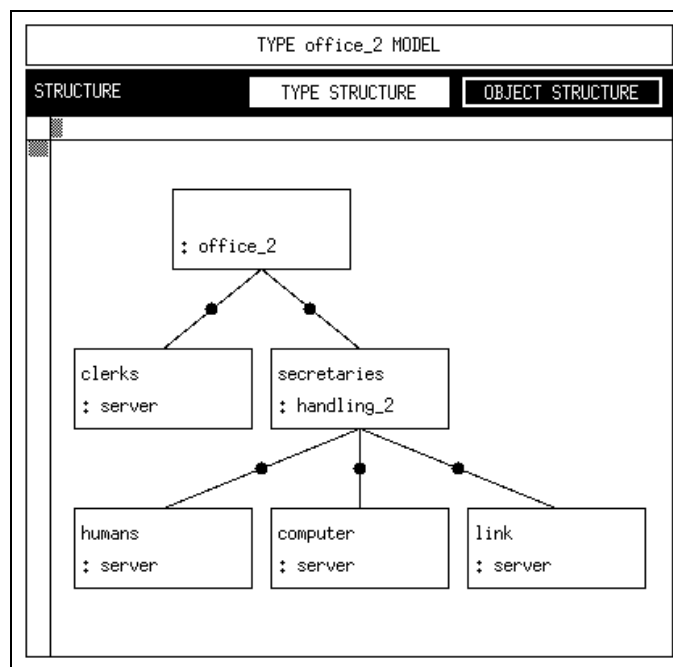 TYPE office_2 MODEL
STRUCTURE TYPE STRUCTURE OBJECT STRUCTURE
: office_2
clerks secretaries
: server : handling_2
humans computer link
: server : server : server